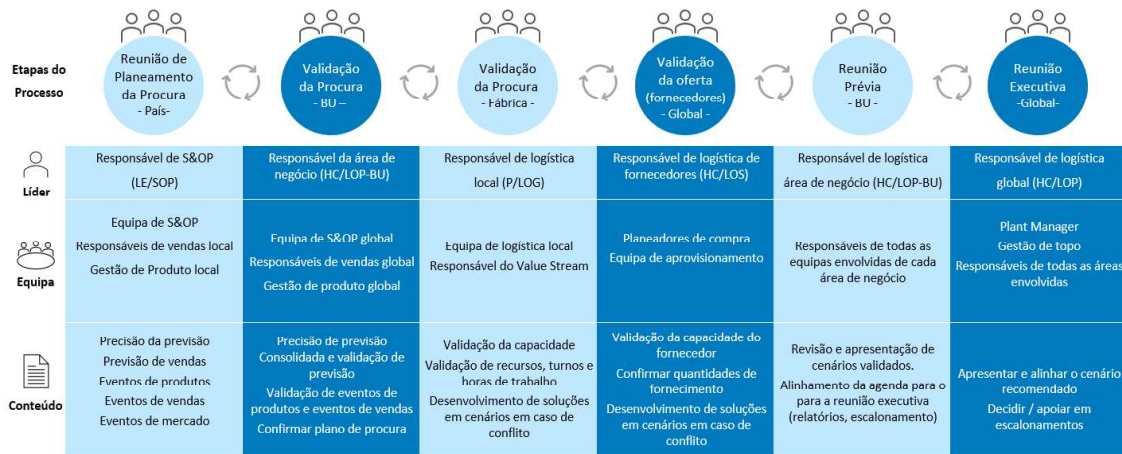 Etapas do
Processo
Reunião de
Planeamento
da Procura
- País-
Validação
da Procura
- BU –
Validação
da Procura
- Fábrica -
Validação
da oferta
(fornecedores)
- Global -
Reunião
Prévia
- BU -
Reunião
Executiva
-Global-
Líder
Responsável de S&OP
(LE/SOP)
Responsável da área de
negócio (HC/LOP-BU)
Responsável de logística
local (P/LOG)
Responsável de logística de
fornecedores (HC/LOS)
Responsável de logística
área de negócio (HC/LOP-BU)
Responsável de logística
global (HC/LOP)
Equipa
Equipa de S&OP
Responsáveis de vendas local
Gestão de Produto local
Equipa de S&OP global
Responsáveis de vendas global
Gestão de produto global
Equipa de logística local
Responsável do Value Stream
Planeadores de compra
Equipa de aprovisionamento
Responsáveis de todas as
equipas envolvidas de cada
área de negócio
Plant Manager
Gestão de topo
Responsáveis de todas as áreas
envolvidas
Conteúdo
Precisão da previsão
Previsão de vendas
Eventos de produtos
Eventos de vendas
Eventos de mercado
Precisão de previsão
Consolidada e validação de
previsão
Validação de eventos de
produtos e eventos de vendas
Confirmar plano de procura
Validação da capacidade
Validação de recursos, turnos e
horas de trabalho
Desenvolvimento de soluções
em cenários em caso de
conflito
Validação da capacidade do
fornecedor
Confirmar quantidades de
fornecimento
Desenvolvimento de soluções
em cenários em caso de
conflito
Revisão e apresentação de
cenários validados.
Alinhamento da agenda para o
para a reunião executiva
(relatórios, escalonamento)
Apresentar e alinhar o cenário
recomendado
Decidir / apoiar em
escalonamentos